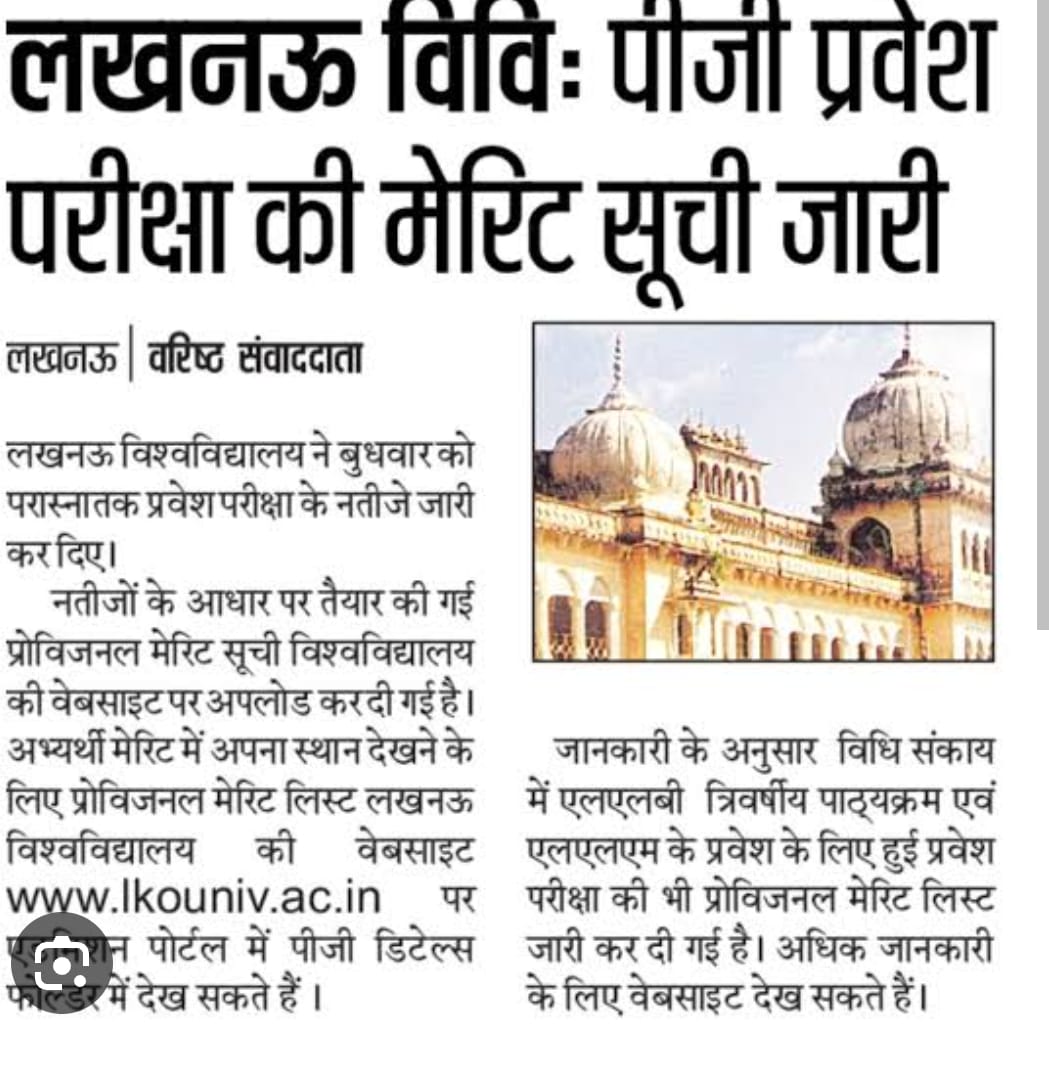 लखनऊ विविः पीजी प्रवेश
परीक्षा की मेरिट सूची जारी
लखनऊ | वरिष्ठ संवाददाता
लखनऊ विश्वविद्यालय ने बुधवार को
परास्नातक प्रवेश परीक्षा के नतीजे जारी
कर दिए।
नतीजों के आधार पर तैयार की गई
प्रोविजनल मेरिट सूची विश्वविद्यालय
की वेबसाइट पर अपलोड कर दी गई है।
अभ्यर्थी मेरिट में अपना स्थान देखने के
लिए प्रोविजनल मेरिट लिस्ट लखनऊ
विश्वविद्यालय की वेबसाइट
www.lkouniv.ac.in पर
एडमिशन पोर्टल में पीजी डिटेल्स
फोल्डर में देख सकते हैं ।
जानकारी के अनुसार विधि संकाय
में एलएलबी त्रिवर्षीय पाठ्यक्रम एवं
एलएलएम के प्रवेश के लिए हुई प्रवेश
परीक्षा की भी प्रोविजनल मेरिट लिस्ट
जारी कर दी गई है। अधिक जानकारी
के लिए वेबसाइट देख सकते हैं।